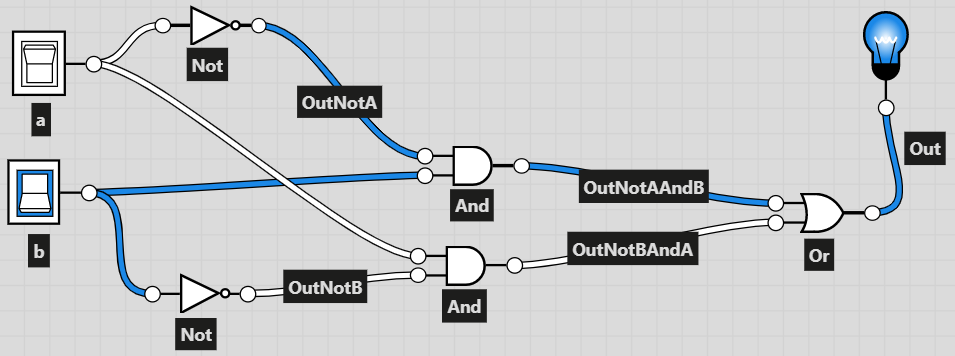 Not
OutNotA
a
Out
And
OutNotAAndB
b
OutNotBAndA
Or
OutNotB
And
Not